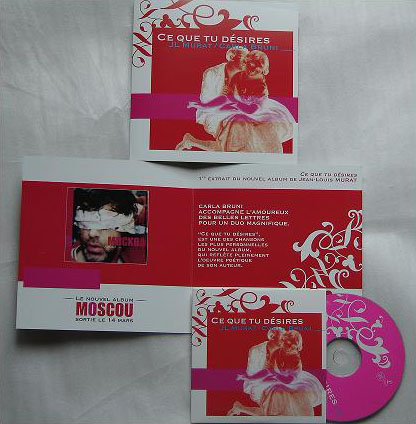 CE QUE TU DÉSIRES
JL MURAT / CARLA BRUNI
CE QUE TU DÉSIRES
1ER EXTRAIT DU NOUVEL ALBUM DE JEAN-LOUIS MURAT
CARLA BRUNI
ACCOMPAGNE L'AMOUREUX
DES BELLES LETTRES
POUR UN DUO MAGNIFIQUE.
"CE QUE TU DÉSIRES",
EST UNE DES CHANSONS
LES PLUS PERSONNELLES
DU NOUVEL ALBUM,
QUI REFLÈTE PLEINEMENT
L'OEUVRE POÉTIQUE
DE SON AUTEUR.
МОСКВА
LE NOUVEL ALBUM
MOSCOU
SORTIE LE 14 MARS
CE QUE TU DÉSIRES
JL MURAT / CARLA BRUNI